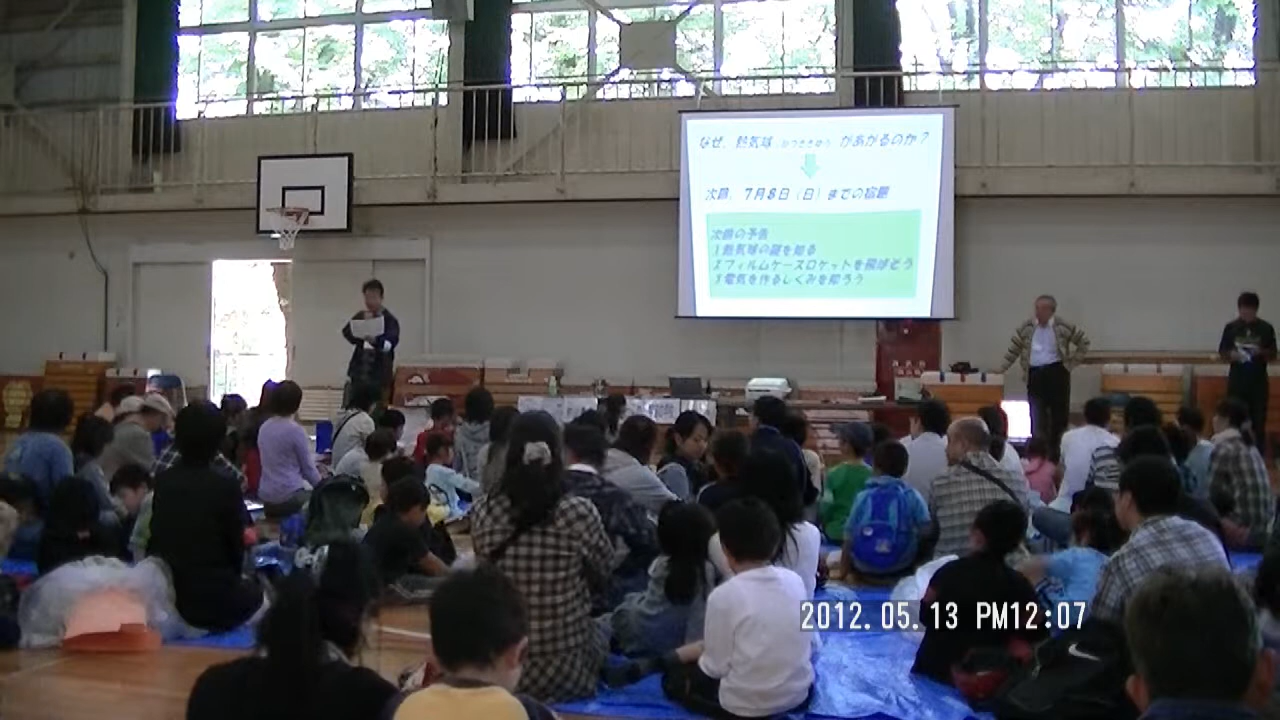 なぜ、熱気球(ねつききゅう)があがるのか？
次回、7月8日（日）までの宿題
次回の予告
1熱気球の謎を知る
2フィルムケースロケットを飛ばそう
3電気を作るしくみを知ろう
2012.05.13 PM12:07